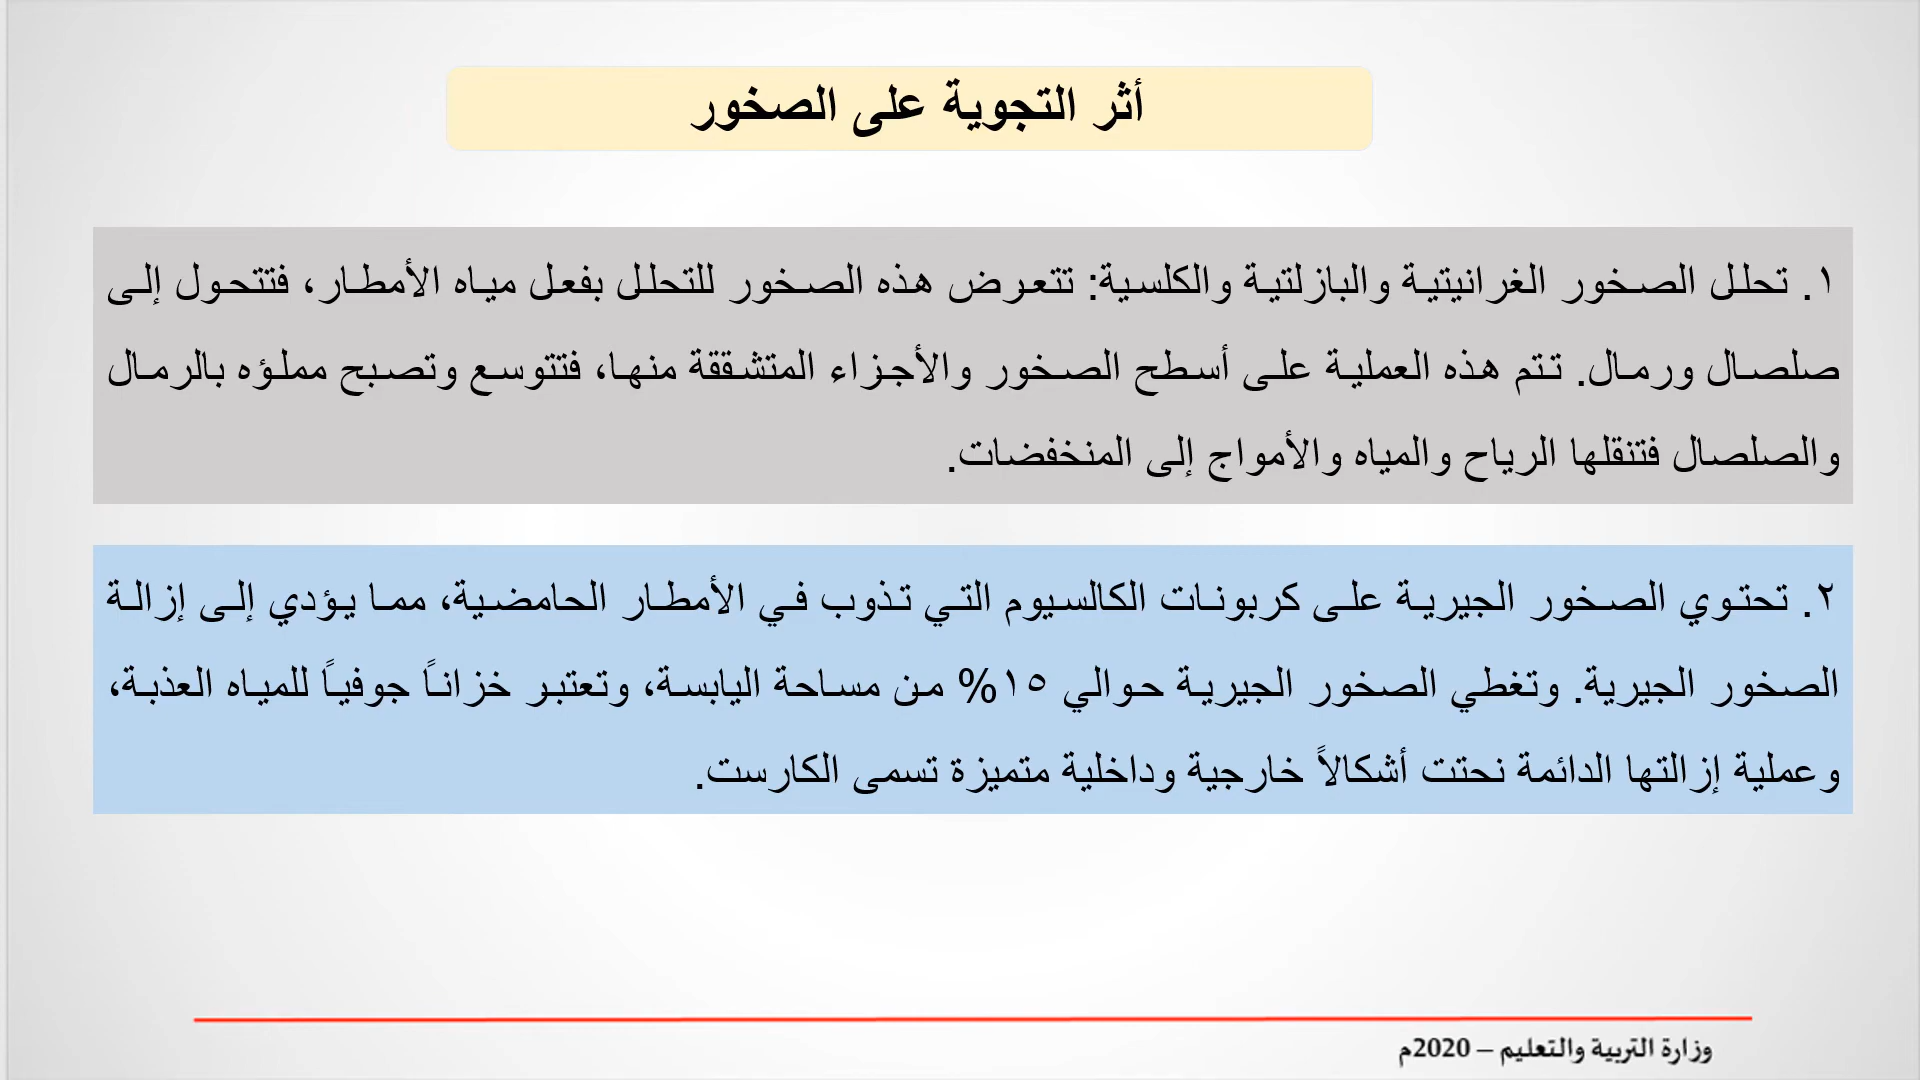 أثر التجوية على الصخور
١. تحلل الصخور الغرانيتية والبازلتية والكلسية: تتعرض هذه الصخور للتحلل بفعل مياه الأمطار، فتتحول إلى
صلصال ورمال. تتم هذه العملية على أسطح الصخور والأجزاء المتشققة منها، فتتوسع وتصبح مملؤه بالرمال
والصلصال فتنقلها الرياح والمياه والأمواج إلى المنخفضات.
٢. تحتوي الصخور الجيرية على كربونات الكالسيوم التي تذوب في الأمطار الحامضية، مما يؤدي إلى إزالة
الصخور الجيرية. وتغطي الصخور الجيرية حوالي ١٥% من مساحة اليابسة، وتعتبر خزاناً جوفياً للمياه العذبة،
وعملية إزالتها الدائمة نحتت أشكالاً خارجية وداخلية متميزة تسمى الكارست.
وزارة التربية والتعليم – 2020م